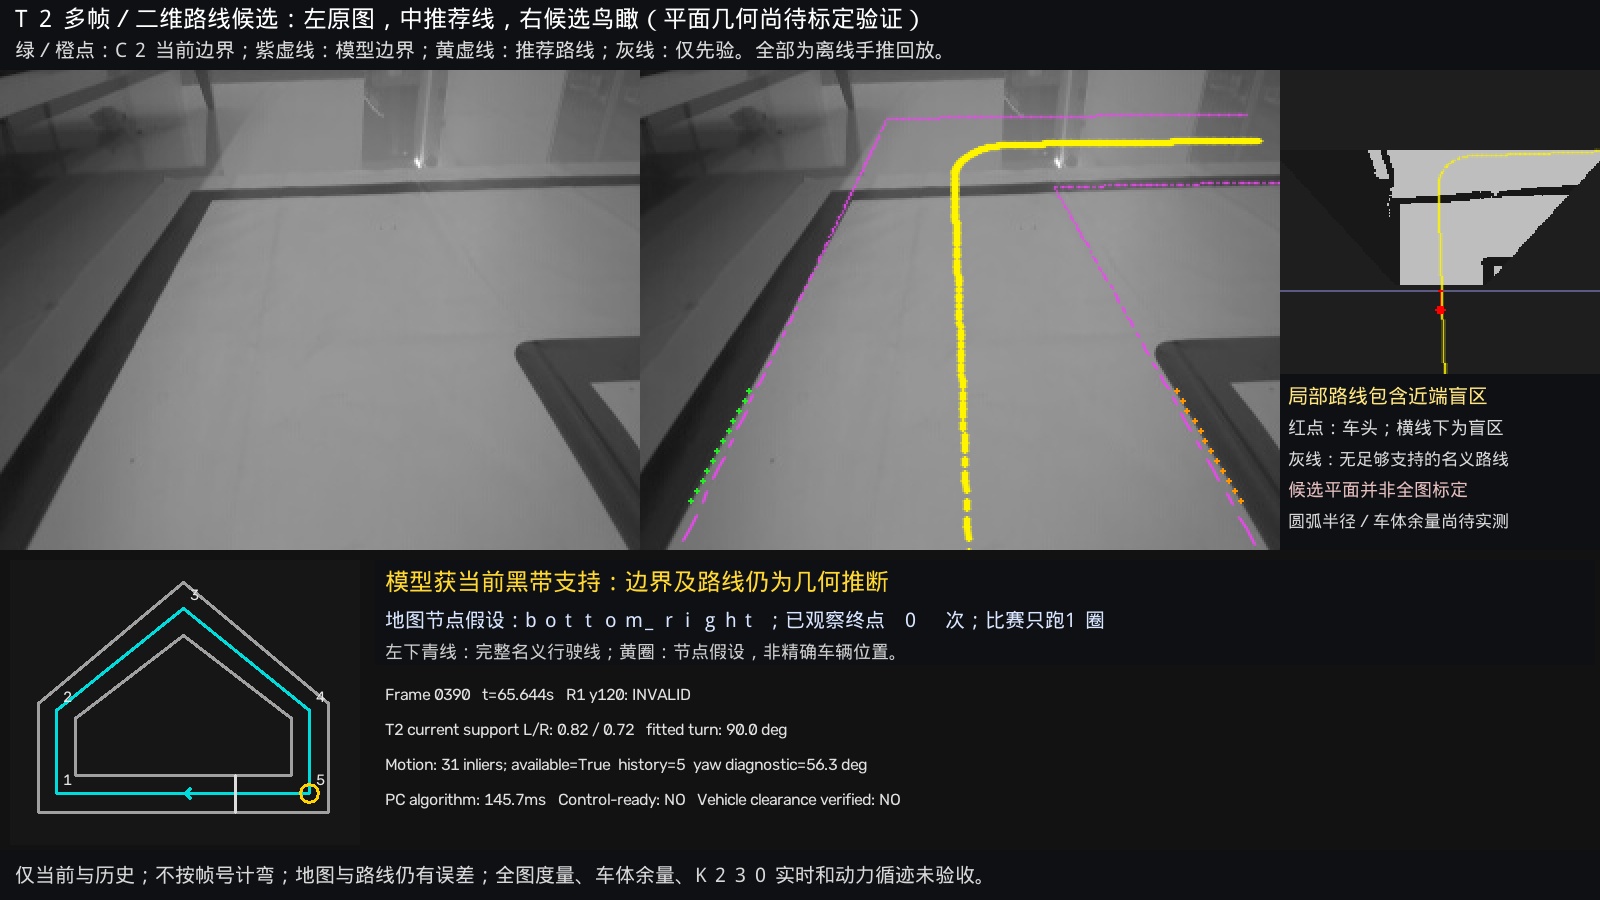 T 2 多帧 / 二维路线候选：左原图，中推荐线，右候选鸟瞰（平面几何尚待标定验证）
绿 / 橙点：C 2 当前边界；紫虚线：模型边界；黄虚线：推荐路线；灰线：仅先验。全部为离线手推回放。
局部路线包含近端盲区
红点：车头；横线下为盲区
灰线：无足够支持的名义路线
候选平面并非全图标定
圆弧半径 / 车体余量尚待实测
3
2
4
1
5
模型获当前黑带支持：边界及路线仍为几何推断
地图节点假设：bottom_right ；已观察终点 0 次；比赛只跑1 圈
左下青线：完整名义行驶线；黄圈：节点假设，非精确车辆位置。
Frame 0390 t=65.644s R1 y120: INVALID
T2 current support L/R: 0.82 / 0.72 fitted turn: 90.0 deg
Motion: 31 inliers; available=True history=5 yaw diagnostic=56.3 deg
PC algorithm: 145.7ms Control-ready: NO Vehicle clearance verified: NO
仅当前与历史；不按帧号计弯；地图与路线仍有误差；全图度量、车体余量、K230 实时和动力循迹未验收。